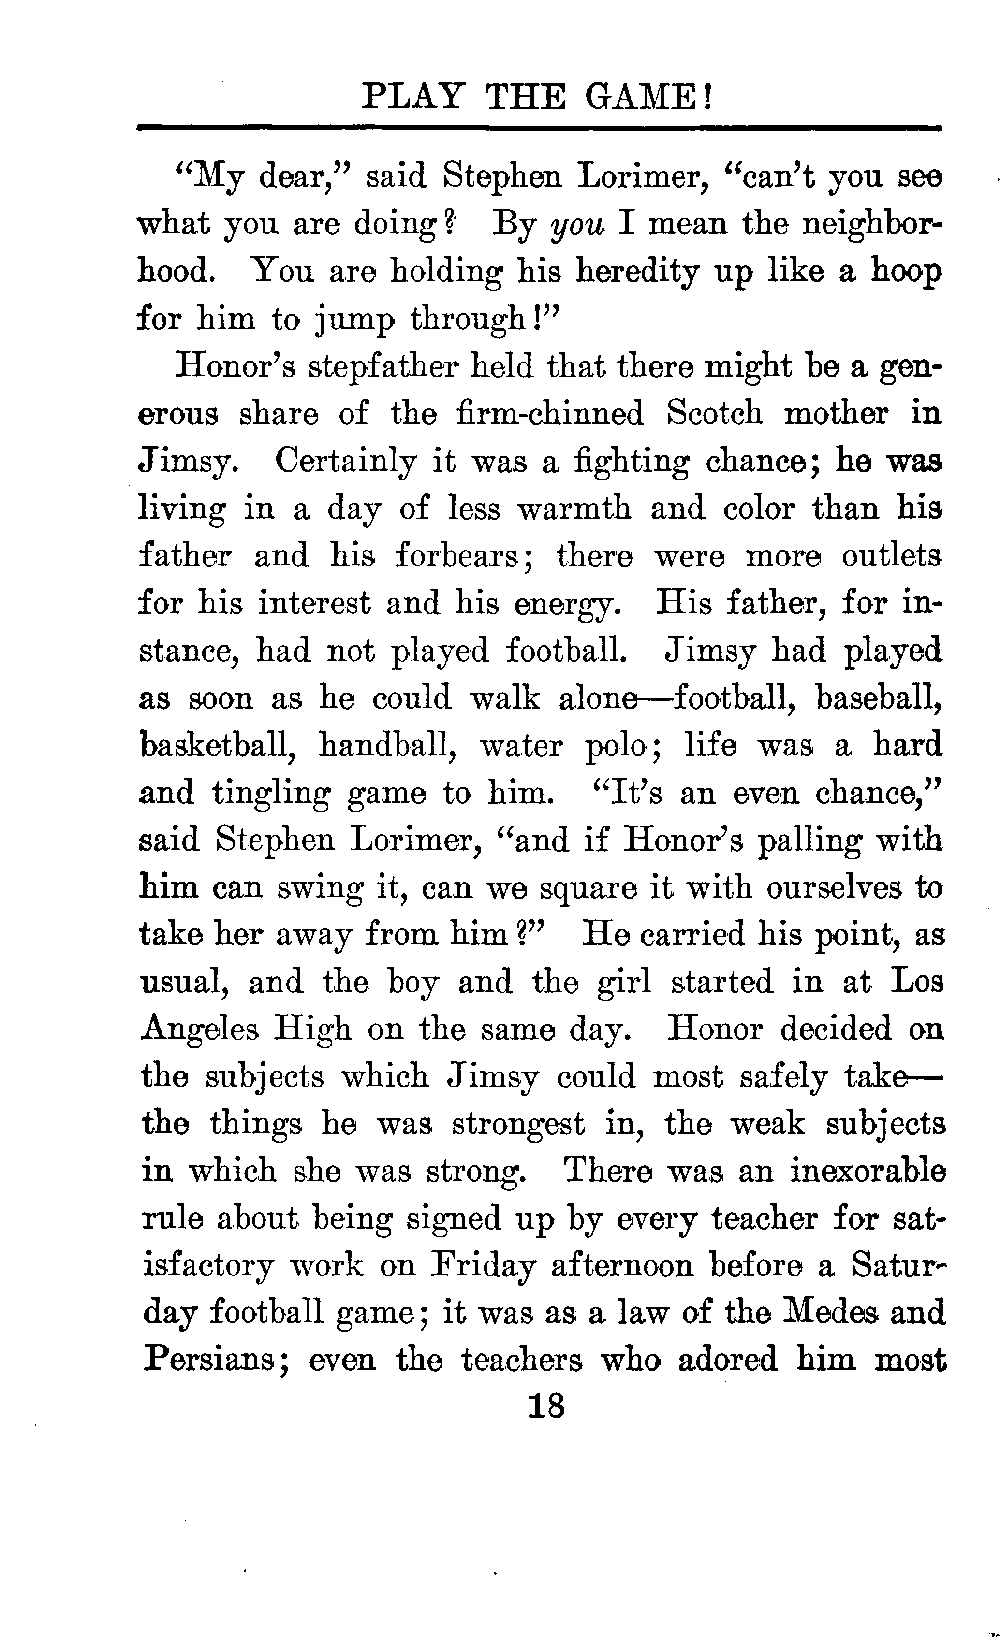 PLAY THE GAME!
“My dear,” said Stephen Lorimer, “can’t you see
what you are doing? By you I mean the neighbor-
hood. You are holding his heredity up like a hoop
for him to jump through!”
Honor’s stepfather held that there might be a gen-
erous share of the firm-chinned Scotch mother in
Jimsy. Certainly it was a fighting chance; he was
living in a day of less warmth and color than his
father and his forbears; there were more outlets
for his interest and his energy. His father, for in-
stance, had not played football. Jimsy had played
as soon as he could walk alone—football, baseball,
basketball, handball, water polo; life was a hard
and tingling game to him. “It’s an even chance,”
said Stephen Lorimer, “and if Honor’s palling with
him can swing it, can we square it with ourselves to
take her away from him?” He carried his point, as
usual, and the boy and the girl started in at Los
Angeles High on the same day. Honor decided on
the subjects which Jimsy could most safely take—
the things he was strongest in, the weak subjects
in which she was strong. There was an inexorable
rule about being signed up by every teacher for sat-
isfactory work on Friday afternoon before a Satur-
day football game; it was as a law of the Medes and
Persians; even the teachers who adored him most
18